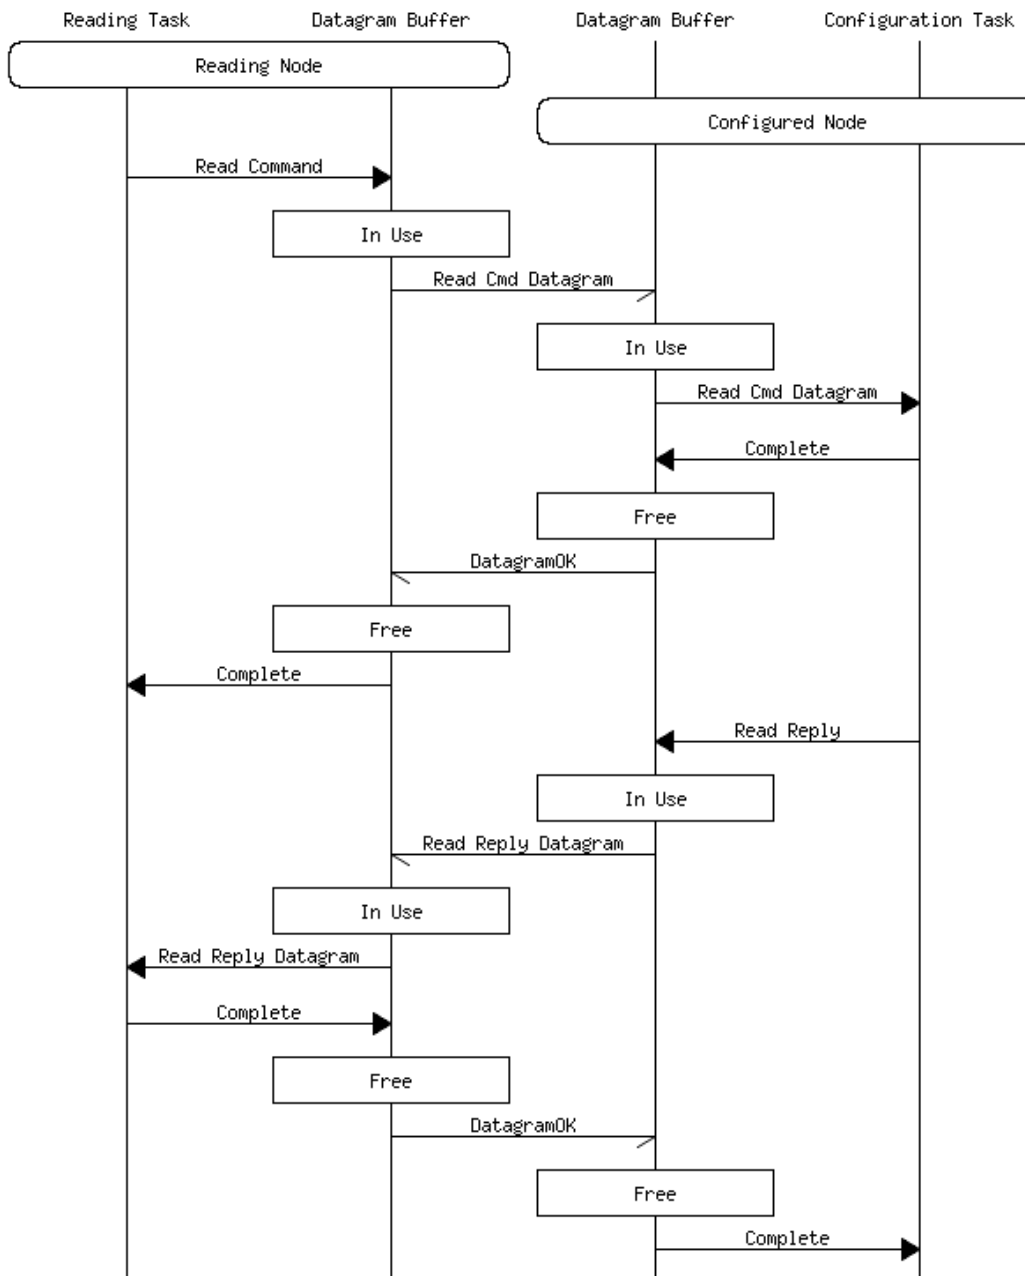 Reading Task
Datagram Buffer
Datagram Buffer
Configuration Task
Reading Node
Configured Node
Read Command
In Use
Read Cmd Datagram
In Use
Read Cmd Datagram
Complete
Free
DatagramOK
Free
Complete
Read Reply
In Use
Read Reply Datagram
In Use
Read Reply Datagram
Complete
Free
DatagramOK
Free
Complete